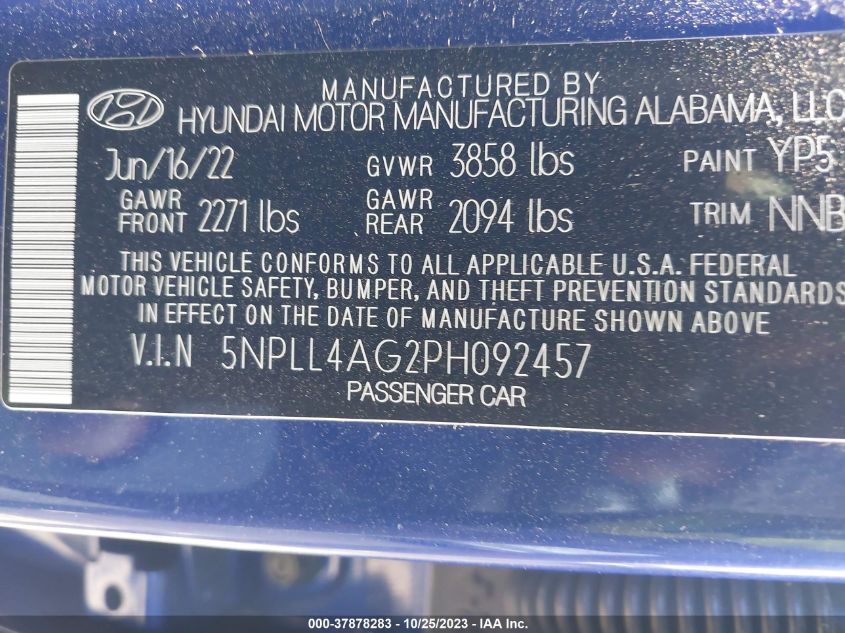 MANUFACTURED BY
HYUNDAI MOTOR MANUFACTURING ALABAMA, LLC
Jun/16/22 GVWR 3858 lbs PAINT YP5
GAWR FRONT 2271 lbs GAWR REAR 2094 lbs TRIM NNB
THIS VEHICLE CONFORMS TO ALL APPLICABLE U.S.A. FEDERAL
MOTOR VEHICLE SAFETY, BUMPER, AND THEFT PREVENTION STANDARDS
IN EFFECT ON THE DATE OF MANUFACTURE SHOWN ABOVE
V.I.N 5NPLL4AG2PH092457
PASSENGER CAR
000-37878283 - 10/25/2023 - IAA Inc.